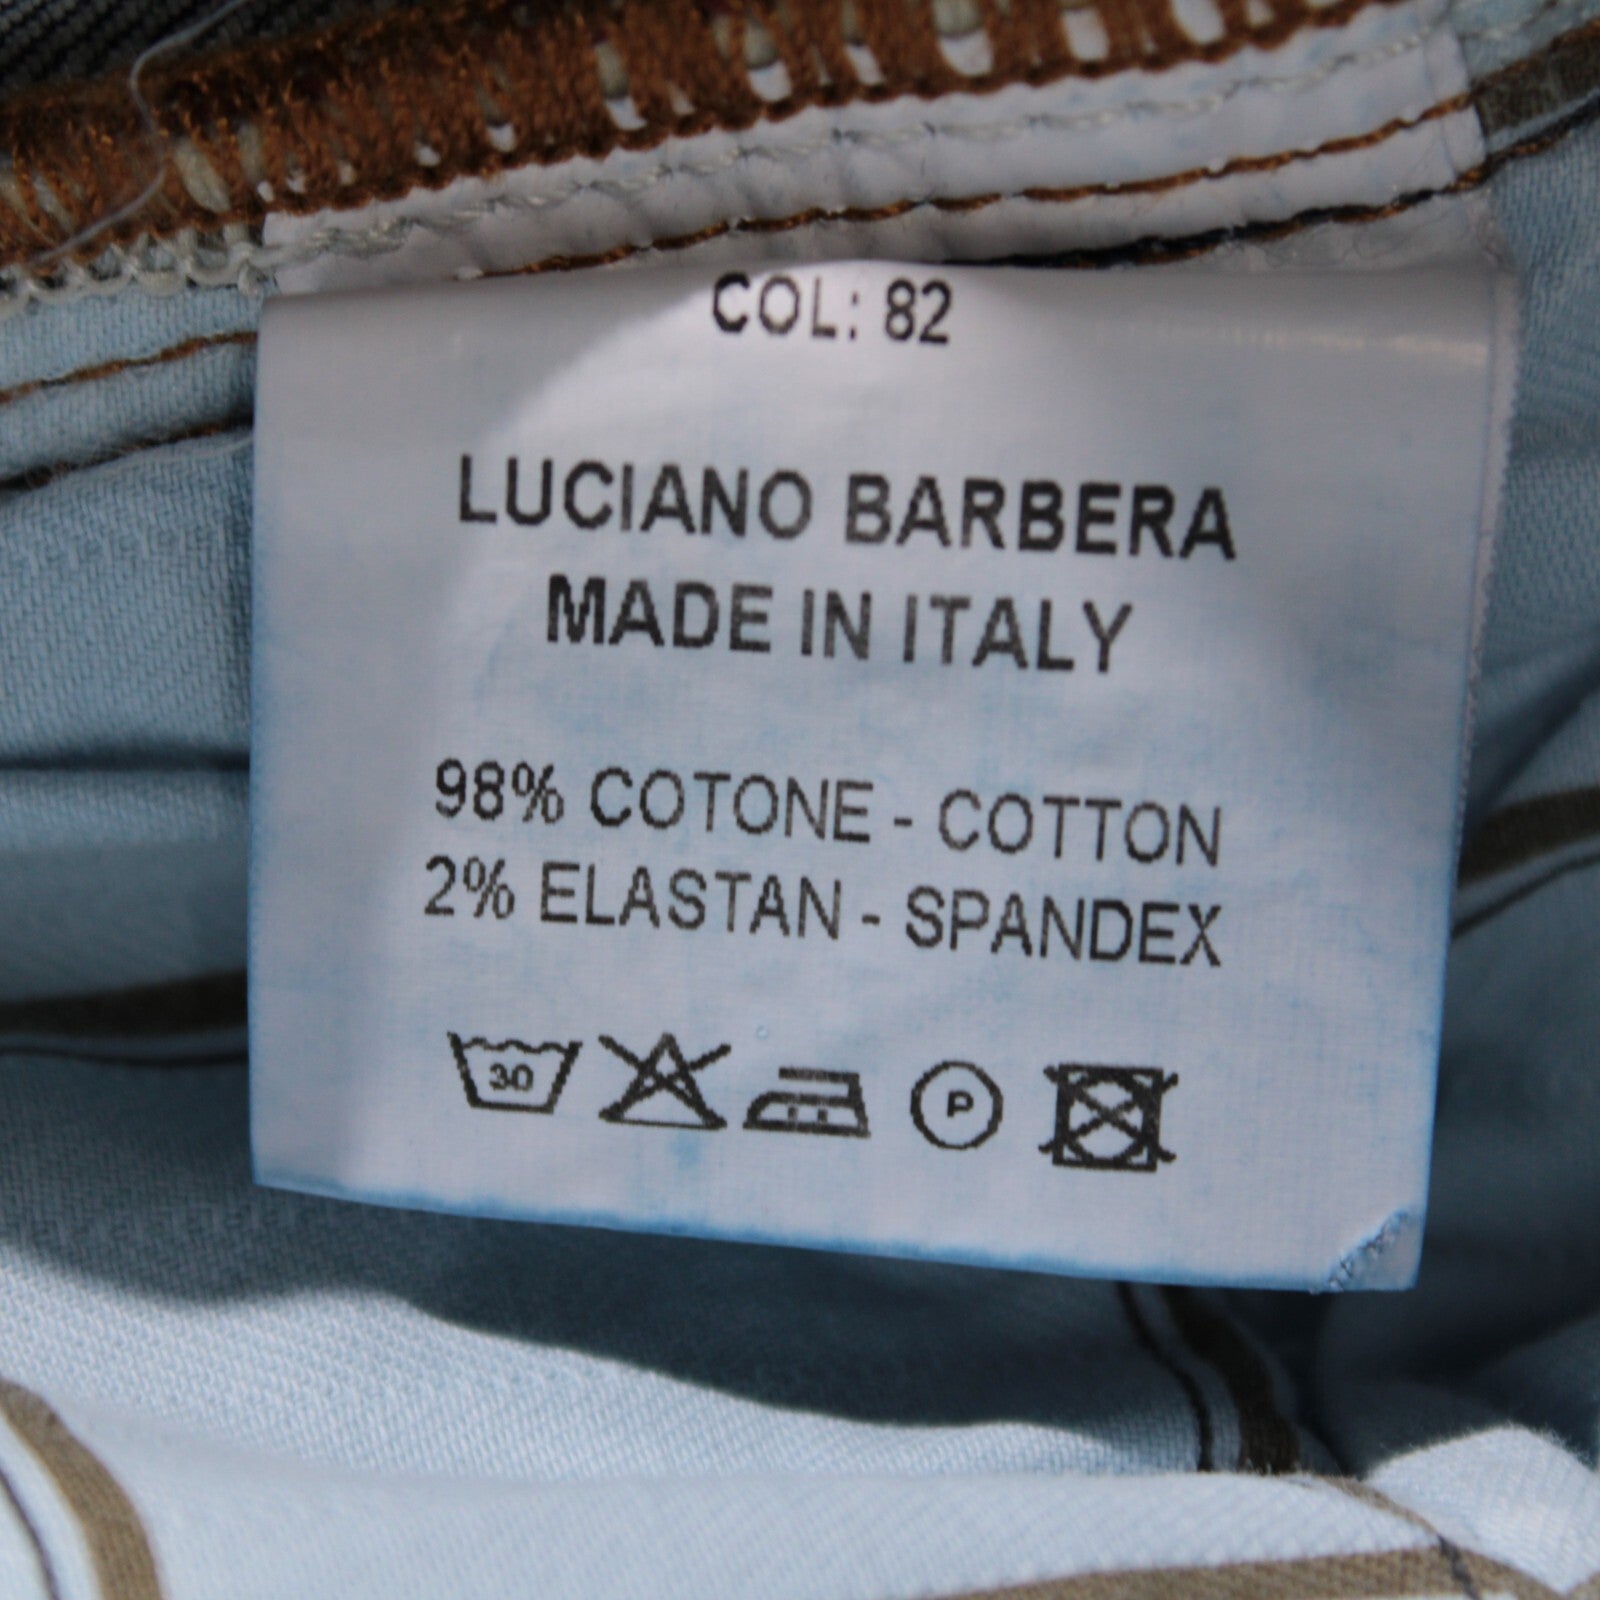 COL: 82
LUCIANO BARBERA
MADE IN ITALY
98% COTONE - COTTON
2% ELASTAN - SPANDEX
30 P